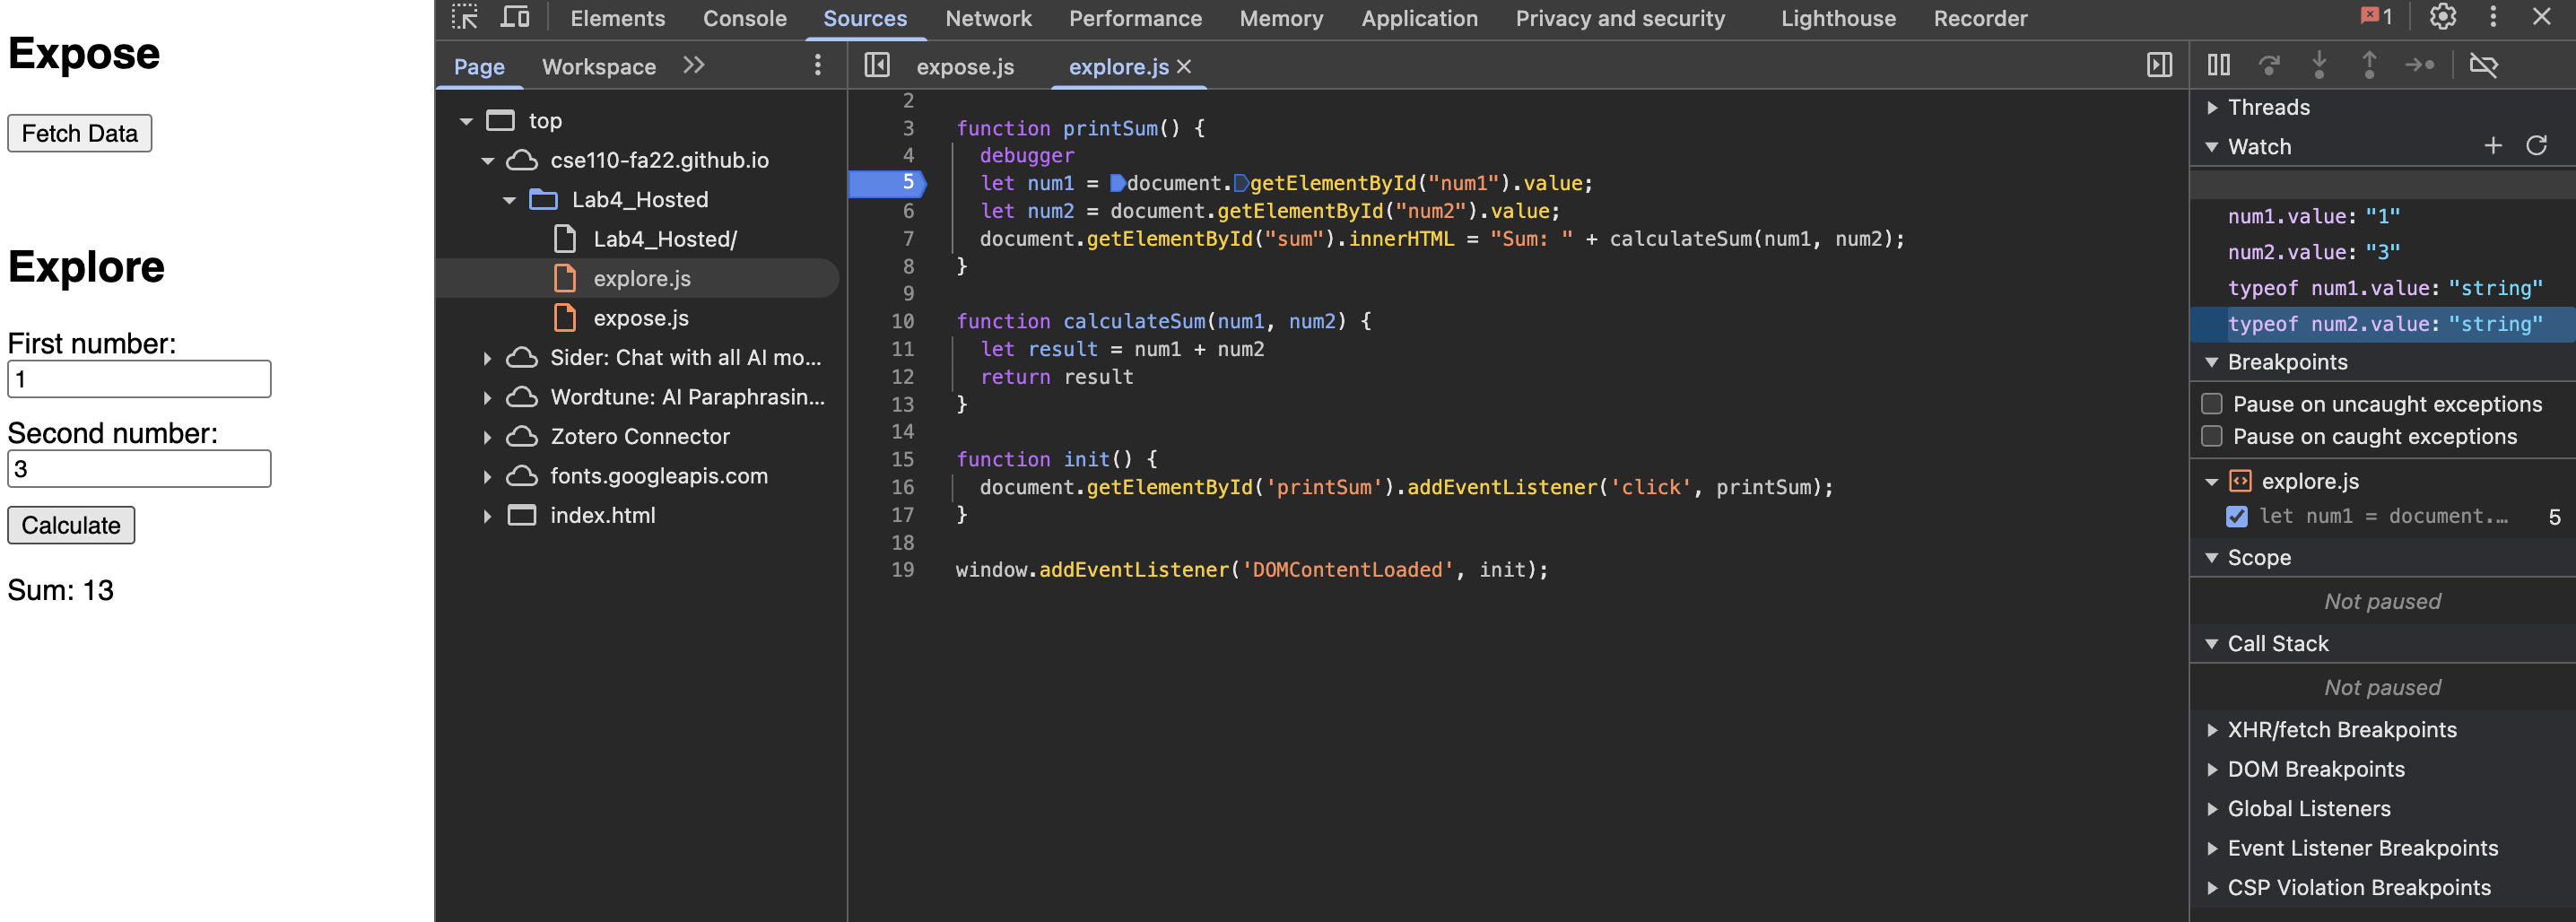 Expose
Fetch Data
Explore
First number:
1
Second number:
3
Calculate
Sum: 13
Elements Console Sources Network Performance Memory Application Privacy and security Lighthouse Recorder 1
Page Workspace
top
cse110-fa22.github.io
Lab4_Hosted
Lab4_Hosted/
explore.js
expose.js
Sider: Chat with all AI mo...
Wordtune: AI Paraphrasin...
Zotero Connector
fonts.googleapis.com
index.html
expose.js explore.js
2
3 function printSum() {
4 debugger
5 let num1 = document.getElementById("num1").value;
6 let num2 = document.getElementById("num2").value;
7 document.getElementById("sum").innerHTML = "Sum: " + calculateSum(num1, num2);
8 }
9
10 function calculateSum(num1, num2) {
11 let result = num1 + num2
12 return result
13 }
14
15 function init() {
16 document.getElementById('printSum').addEventListener('click', printSum);
17 }
18
19 window.addEventListener('DOMContentLoaded', init);
Threads
Watch
num1.value: "1"
num2.value: "3"
typeof num1.value: "string"
typeof num2.value: "string"
Breakpoints
Pause on uncaught exceptions
Pause on caught exceptions
explore.js
let num1 = document.... 5
Scope
Not paused
Call Stack
Not paused
XHR/fetch Breakpoints
DOM Breakpoints
Global Listeners
Event Listener Breakpoints
CSP Violation Breakpoints